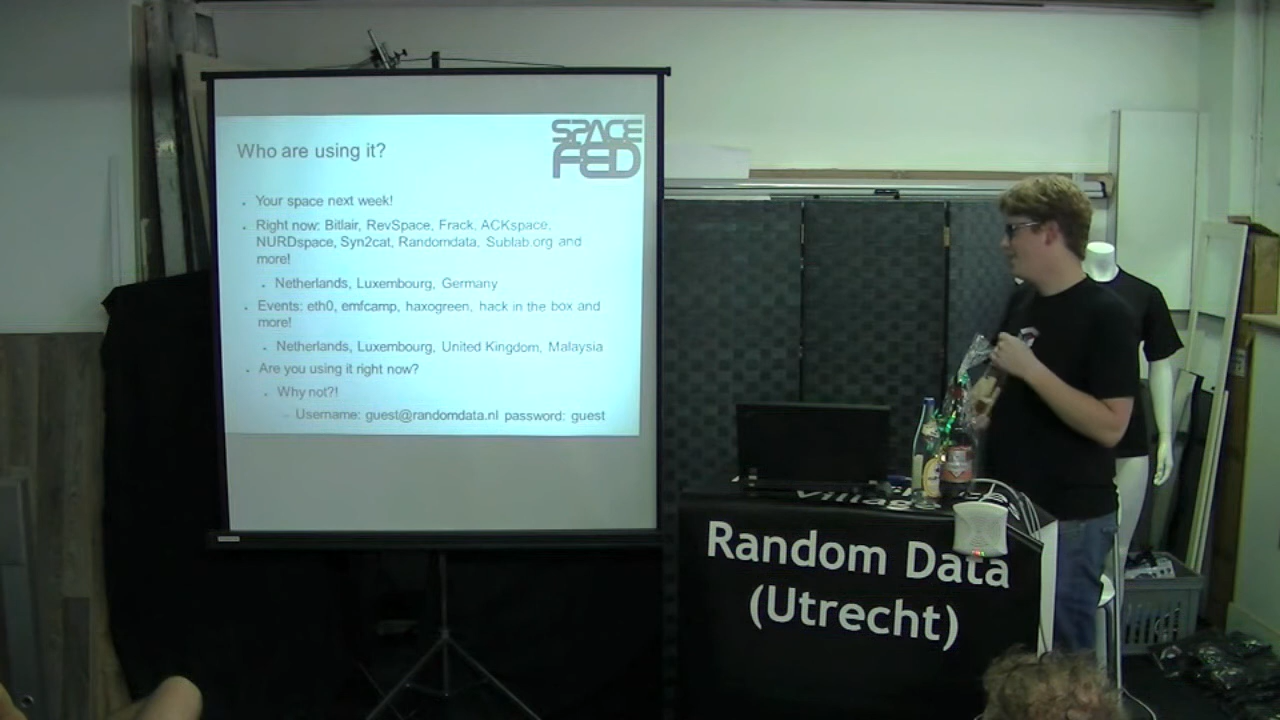 SPACE
FED
Who are using it?
Your space next week!
Right now: Bitlair, RevSpace, Frack, ACKspace,
NURDspace, Syn2cat, Randomdata, Sublab.org and
more!
Netherlands, Luxembourg, Germany
Events: eth0, emfcamp, haxogreen, hack in the box and
more!
Netherlands, Luxembourg, United Kingdom, Malaysia
Are you using it right now?
Why not?!
Username: guest@randomdata.nl password: guest
Village
Random Data
(Utrecht)